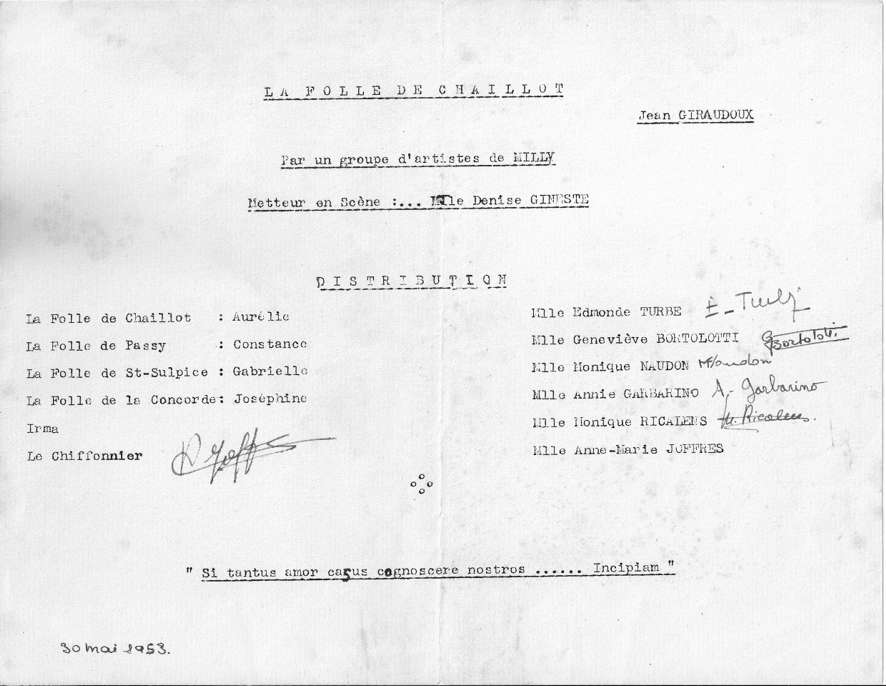 LA FOLLE DE CHAILLOT
Jean GIRAUDOUX
Par un groupe d'artistes de MILLY
Metteur en Scène :... Mlle Denise GINESTE
DISTRIBUTION
La Folle de Chaillot : Aurélie Mlle Edmonde TURBE E. Turbé
La Folle de Passy : Constance Mlle Geneviève BORTOLOTTI GBortolotti
La Folle de St-Sulpice : Gabrielle Mlle Monique NAUDON MNaudon
La Folle de la Concorde: Joséphine Mlle Annie GARBARINO A. Garbarino
Irma Mlle Monique RICALENS M. Ricalens.
Le Chiffonnier Mlle Anne-Marie JOFFRES
" Si tantus amor casus cognoscere nostros ...... Incipiam "
30 mai 1953.